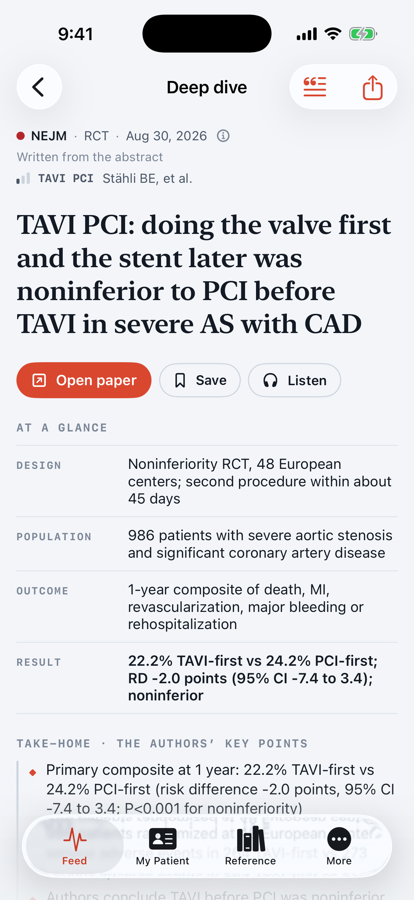 9:41
Deep dive
NEJM · RCT · Aug 30, 2026
Written from the abstract
TAVI PCI Stähli BE, et al.
TAVI PCI: doing the valve first
and the stent later was
noninferior to PCI before
TAVI in severe AS with CAD
Open paper
Save
Listen
AT A GLANCE
DESIGN
Noninferiority RCT, 48 European
centers; second procedure within about
45 days
POPULATION
986 patients with severe aortic stenosis
and significant coronary artery disease
OUTCOME
1-year composite of death, MI,
revascularization, major bleeding or
rehospitalization
RESULT
22.2% TAVI-first vs 24.2% PCI-first;
RD -2.0 points (95% CI -7.4 to 3.4);
noninferior
TAKE-HOME · THE AUTHORS' KEY POINTS
Primary composite at 1 year: 22.2% TAVI-first vs
24.2% PCI-first (risk difference -2.0 points, 95% CI
-7.4 to 3.4; P<0.001 for noninferiority)
Feed
My Patient
Reference
More
Authors conclude TAVI before PCI was noninferior